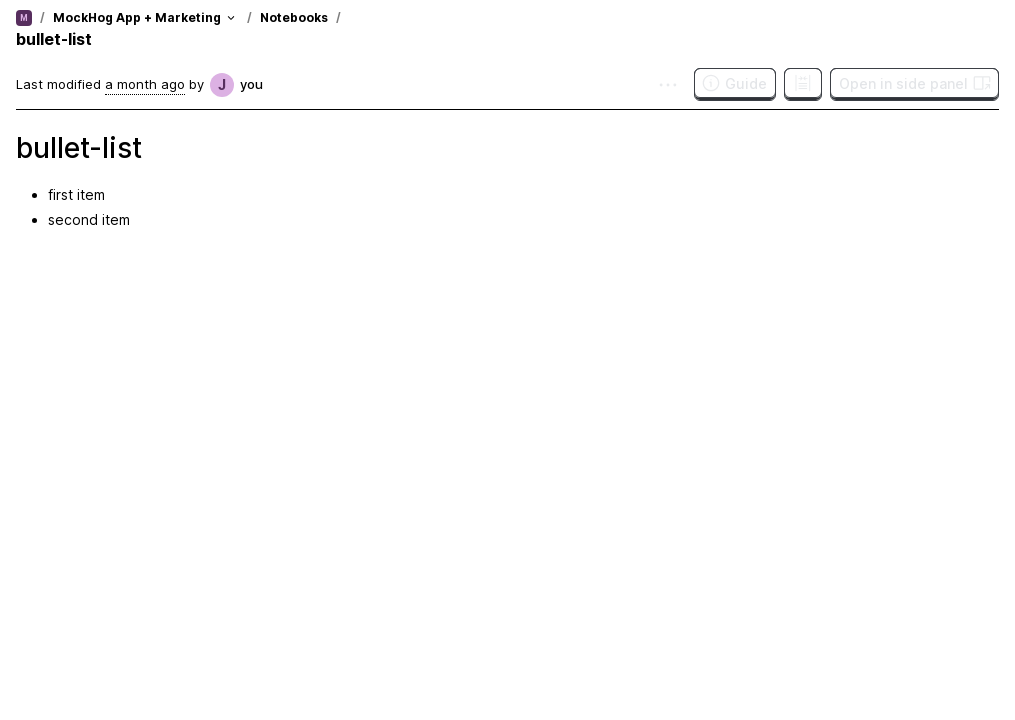 M / MockHog App + Marketing / Notebooks /
bullet-list
Last modified a month ago by J you
Guide
Open in side panel
bullet-list
• first item
• second item